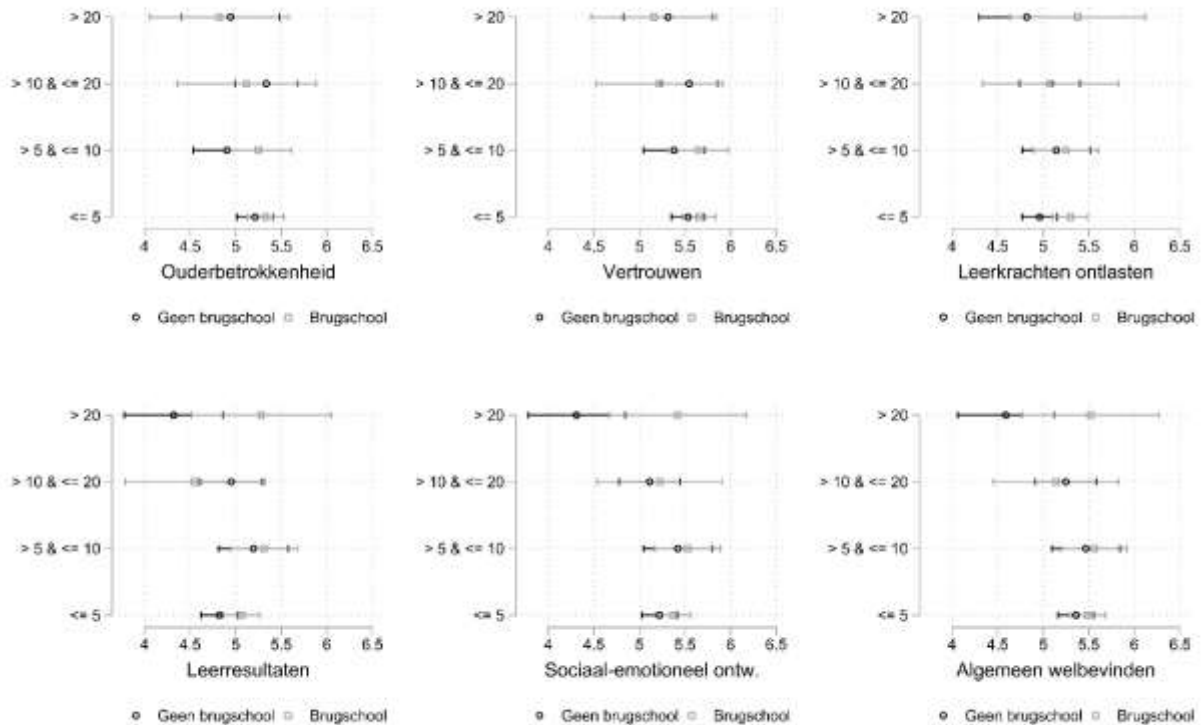 > 20 > 20 > 20
> 10 & <= 20 > 10 & <= 20 > 10 & <= 20
> 5 & <= 10 > 5 & <= 10 > 5 & <= 10
<= 5 <= 5 <= 5
4 4.5 5 5.5 6 6.5 4 4.5 5 5.5 6 6.5 4 4.5 5 5.5 6 6.5
Ouderbetrokkenheid Vertrouwen Leerkrachten ontlasten
Geen brugschool Brugschool Geen brugschool Brugschool Geen brugschool Brugschool
> 20 > 20 > 20
> 10 & <= 20 > 10 & <= 20 > 10 & <= 20
> 5 & <= 10 > 5 & <= 10 > 5 & <= 10
<= 5 <= 5 <= 5
4 4.5 5 5.5 6 6.5 4 4.5 5 5.5 6 6.5 4 4.5 5 5.5 6 6.5
Leerresultaten Sociaal-emotioneel ontw. Algemeen welbevinden
Geen brugschool Brugschool Geen brugschool Brugschool Geen brugschool Brugschool